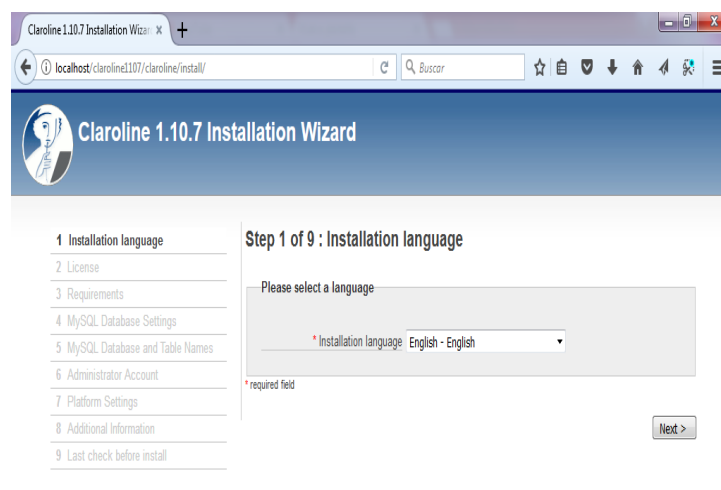 Claroline 1.10.7 Installation Wizar
localhost/claroline1107/claroline/install/
Buscar
Claroline 1.10.7 Installation Wizard
1 Installation language
2 License
3 Requirements
4 MySQL Database Settings
5 MySQL Database and Table Names
6 Administrator Account
7 Platform Settings
8 Additional Information
9 Last check before install
Step 1 of 9 : Installation language
Please select a language
* Installation language English - English
* required field
Next >